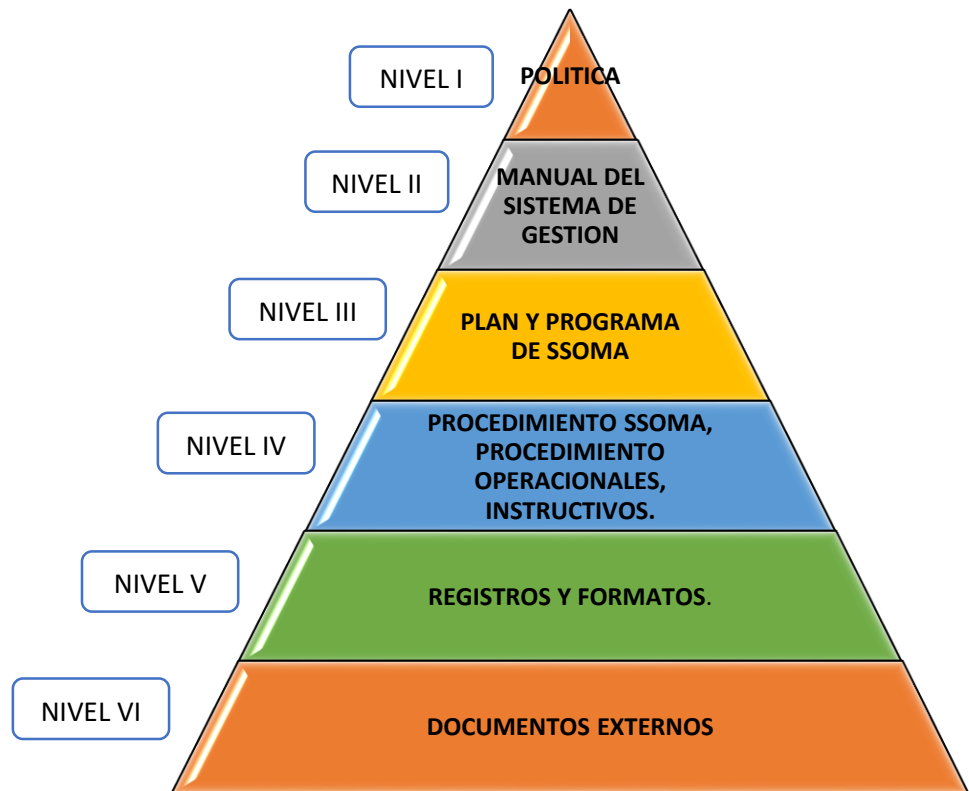 NIVEL I
POLITICA
NIVEL II
MANUAL DEL
SISTEMA DE
GESTION
NIVEL III
PLAN Y PROGRAMA
DE SSOMA
NIVEL IV
PROCEDIMIENTO SSOMA,
PROCEDIMIENTO
OPERACIONALES,
INSTRUCTIVOS.
NIVEL V
REGISTROS Y FORMATOS.
NIVEL VI
DOCUMENTOS EXTERNOS